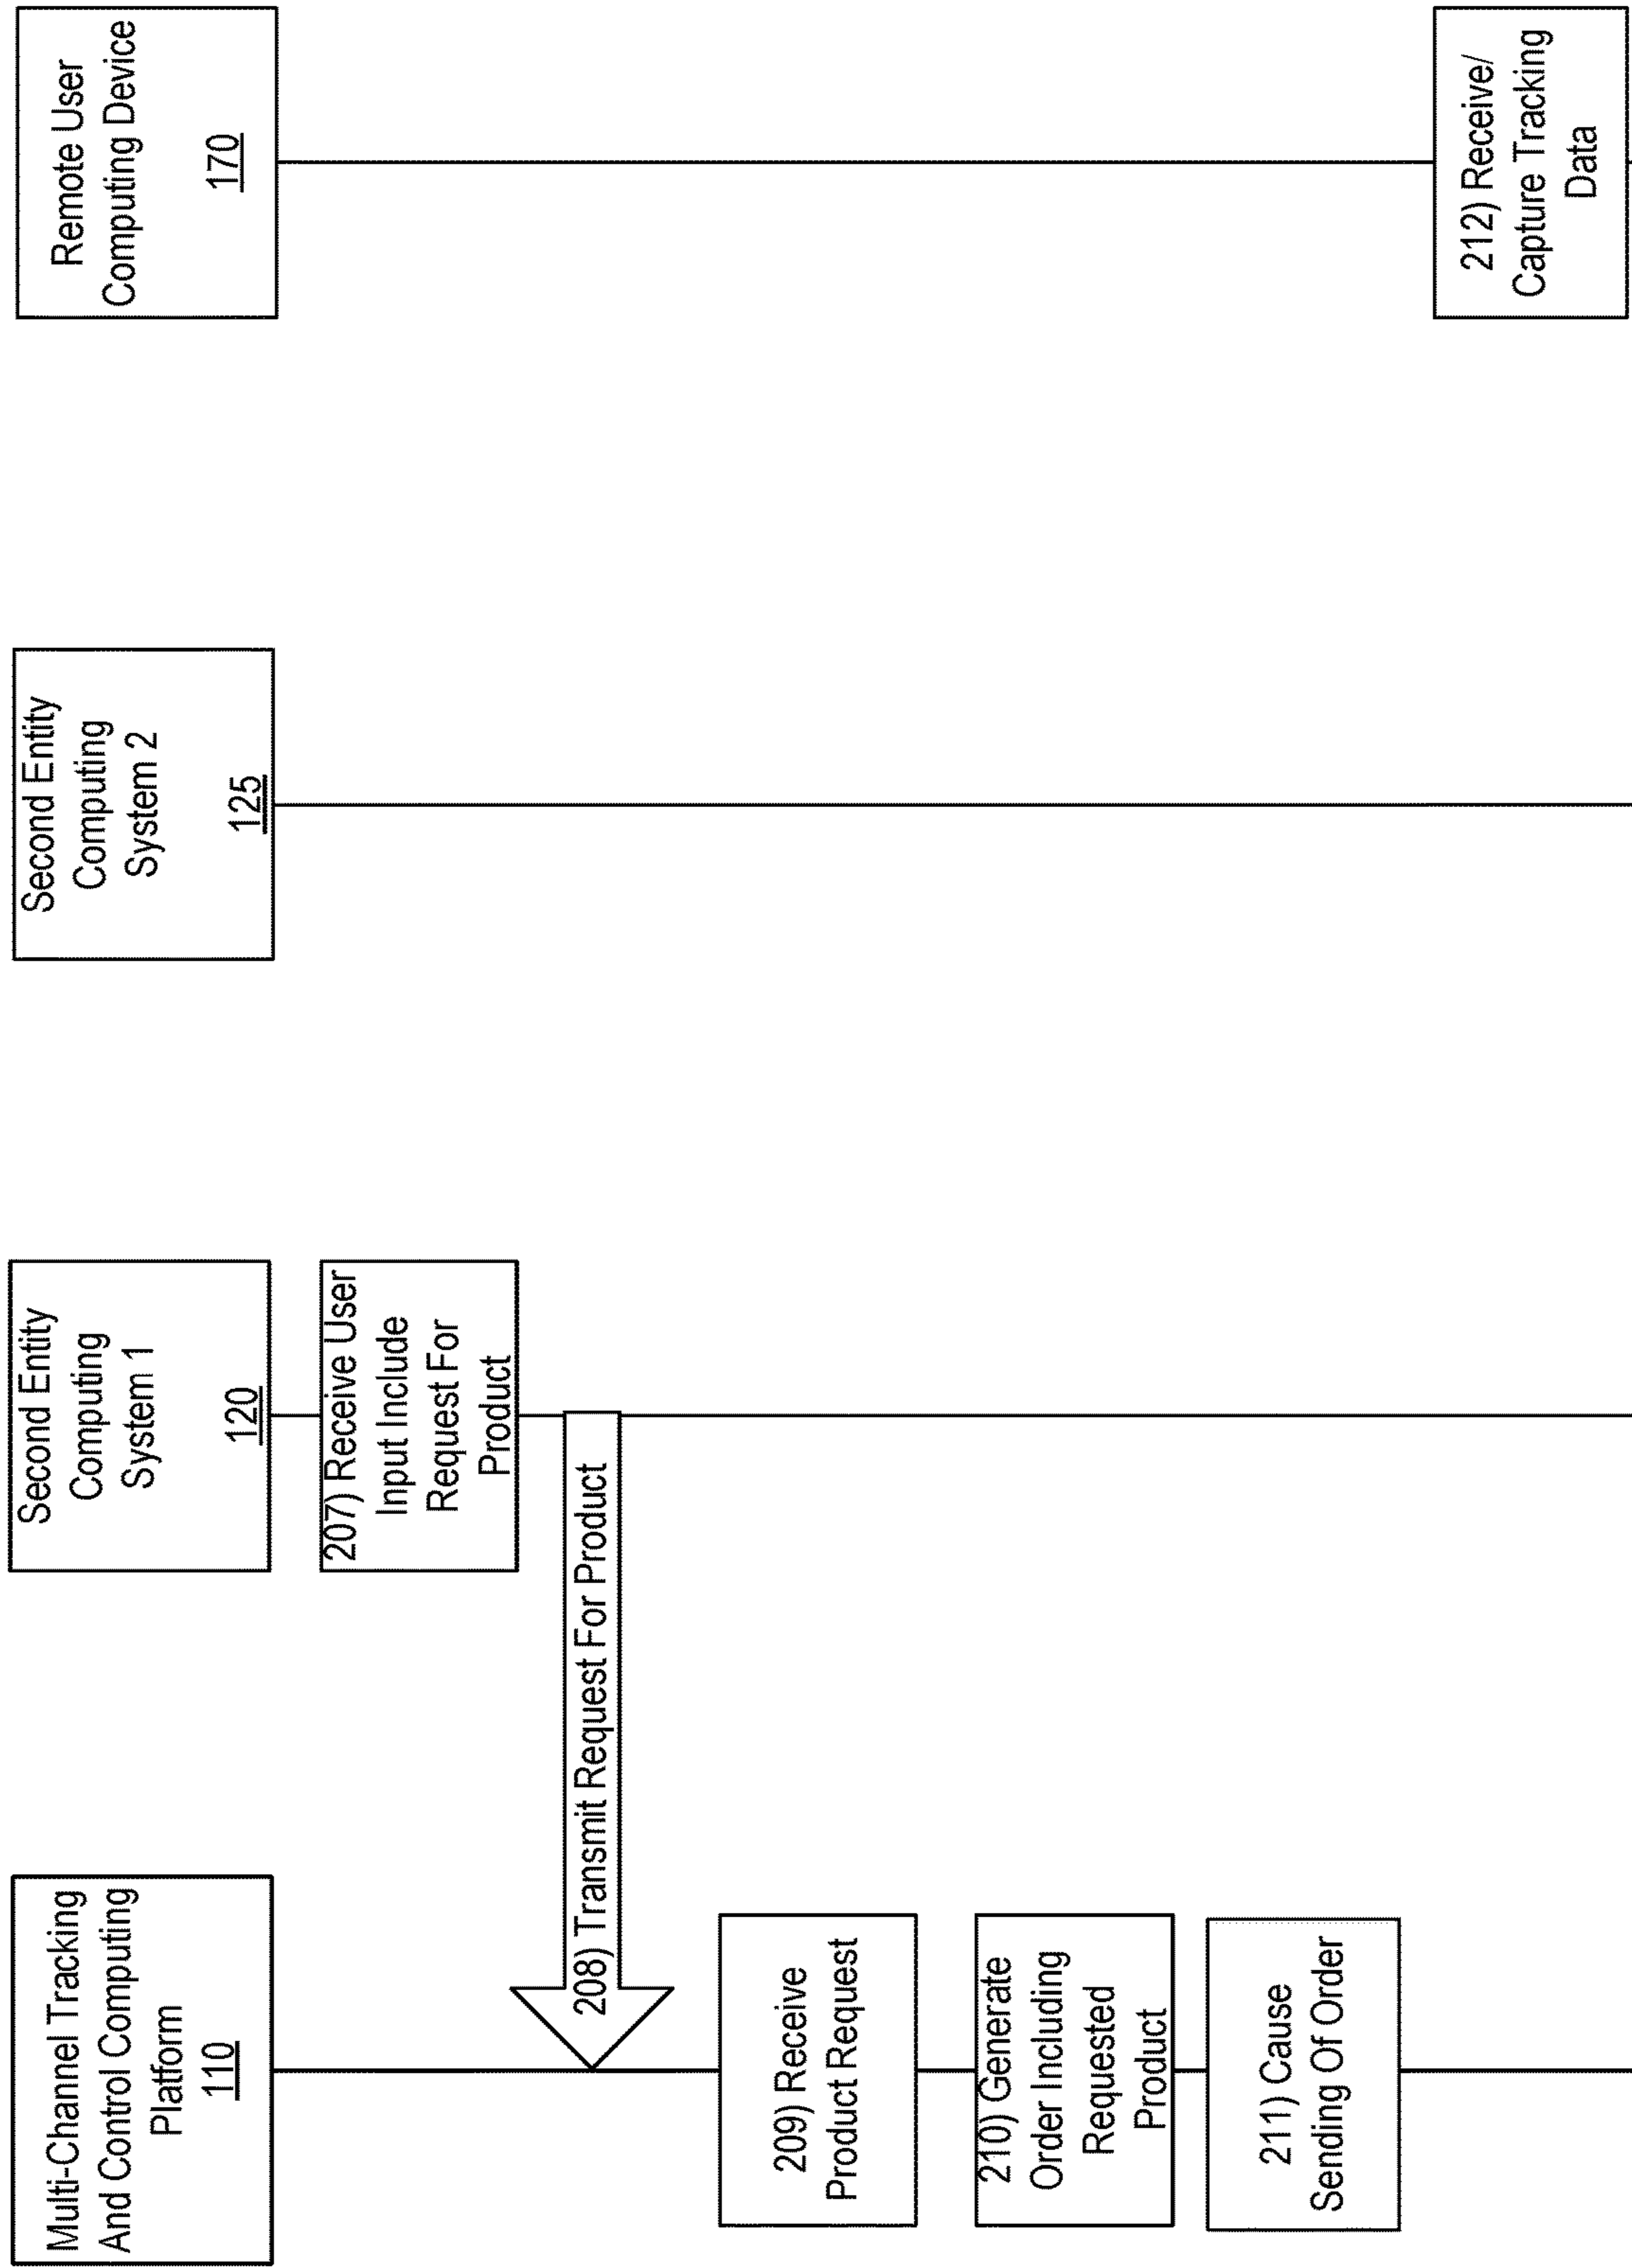 Multi-Channel Tracking
And Control Computing
Platform
110
Second Entity
Computing
System 1
120
Second Entity
Computing
System 2
125
Remote User
Computing Device
170
207) Receive User
Input Include
Request For
Product
208) Transmit Request For Product
209) Receive
Product Request
210) Generate
Order Including
Requested
Product
211) Cause
Sending Of Order
212) Receive/
Capture Tracking
Data